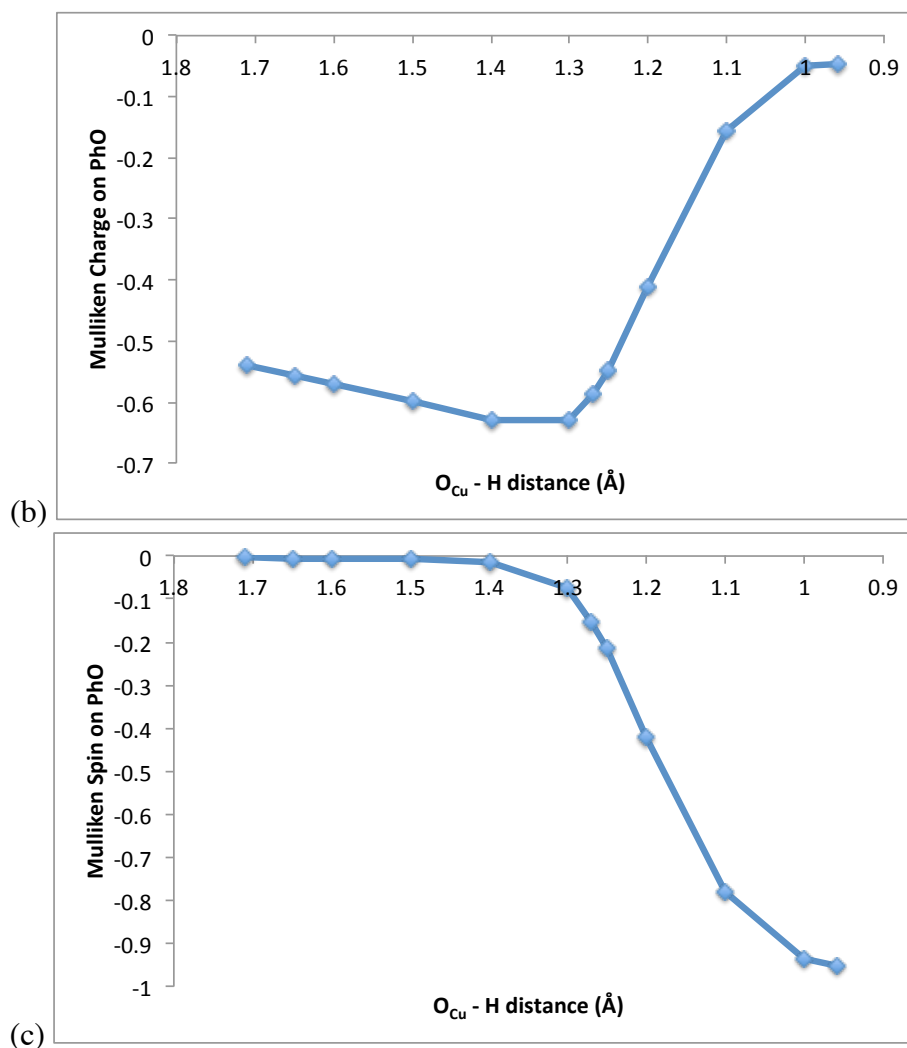 0
1.8 1.7 1.6 1.5 1.4 1.3 1.2 1.1 1 0.9
-0.1
-0.2
-0.3
-0.4
-0.5
-0.6
-0.7
Mulliken Charge on PhO
O_Cu - H distance (Å)
(b)
0
1.8 1.7 1.6 1.5 1.4 1.3 1.2 1.1 1 0.9
-0.1
-0.2
-0.3
-0.4
-0.5
-0.6
-0.7
-0.8
-0.9
-1
Mulliken Spin on PhO
O_Cu - H distance (Å)
(c)